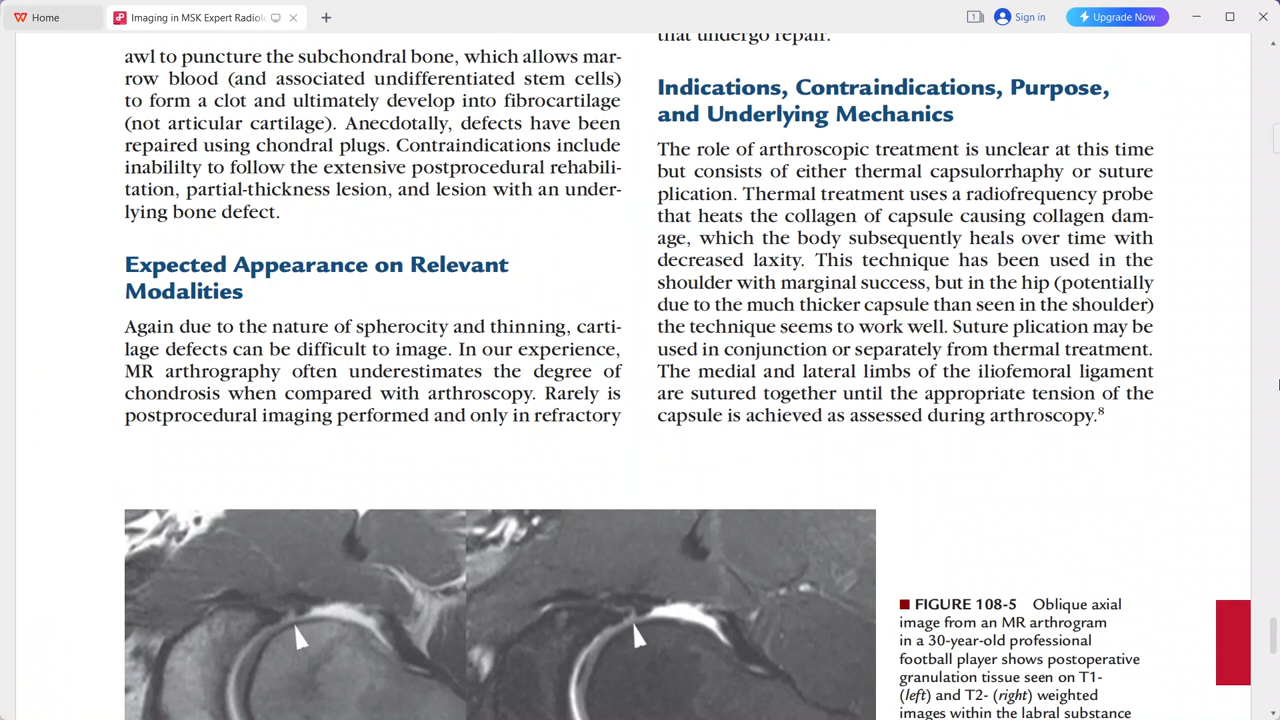 Home
Imaging in MSK Expert Radiol
1
Sign in
Upgrade Now
awl to puncture the subchondral bone, which allows mar-
row blood (and associated undifferentiated stem cells)
to form a clot and ultimately develop into fibrocartilage
(not articular cartilage). Anecdotally, defects have been
repaired using chondral plugs. Contraindications include
inabililty to follow the extensive postprocedural rehabili-
tation, partial-thickness lesion, and lesion with an under-
lying bone defect.
Expected Appearance on Relevant
Modalities
Again due to the nature of spherocity and thinning, carti-
lage defects can be difficult to image. In our experience,
MR arthrography often underestimates the degree of
chondrosis when compared with arthroscopy. Rarely is
postprocedural imaging performed and only in refractory
that undergo repair.
Indications, Contraindications, Purpose,
and Underlying Mechanics
The role of arthroscopic treatment is unclear at this time
but consists of either thermal capsulorrhaphy or suture
plication. Thermal treatment uses a radiofrequency probe
that heats the collagen of capsule causing collagen dam-
age, which the body subsequently heals over time with
decreased laxity. This technique has been used in the
shoulder with marginal success, but in the hip (potentially
due to the much thicker capsule than seen in the shoulder)
the technique seems to work well. Suture plication may be
used in conjunction or separately from thermal treatment.
The medial and lateral limbs of the iliofemoral ligament
are sutured together until the appropriate tension of the
capsule is achieved as assessed during arthroscopy.8
FIGURE 108-5 Oblique axial
image from an MR arthrogram
in a 30-year-old professional
football player shows postoperative
granulation tissue seen on T1-
(left) and T2- (right) weighted
images within the labral substance